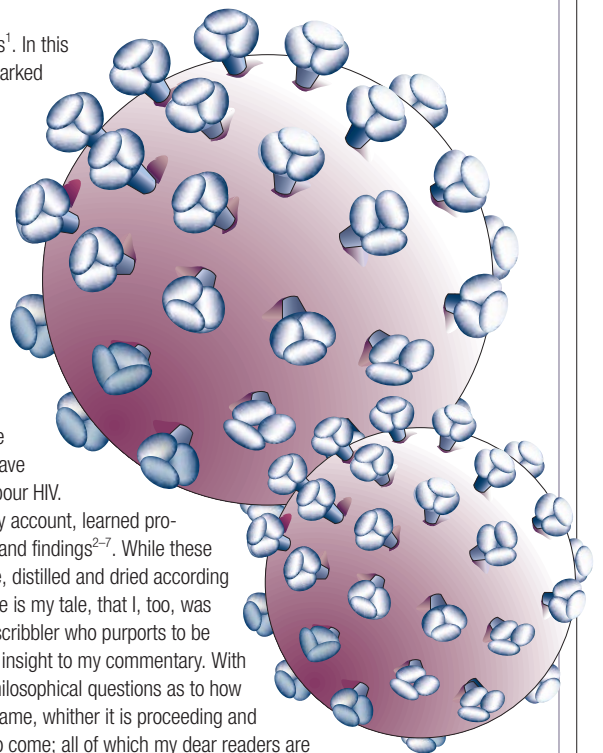 s¹. In this
arked
e
ave
our HIV.
y account, learned pro-
and findings²⁻⁷. While these
e, distilled and dried according
e is my tale, that I, too, was
scribbler who purports to be
insight to my commentary. With
hilosophical questions as to how
ame, whither it is proceeding and
o come; all of which my dear readers are